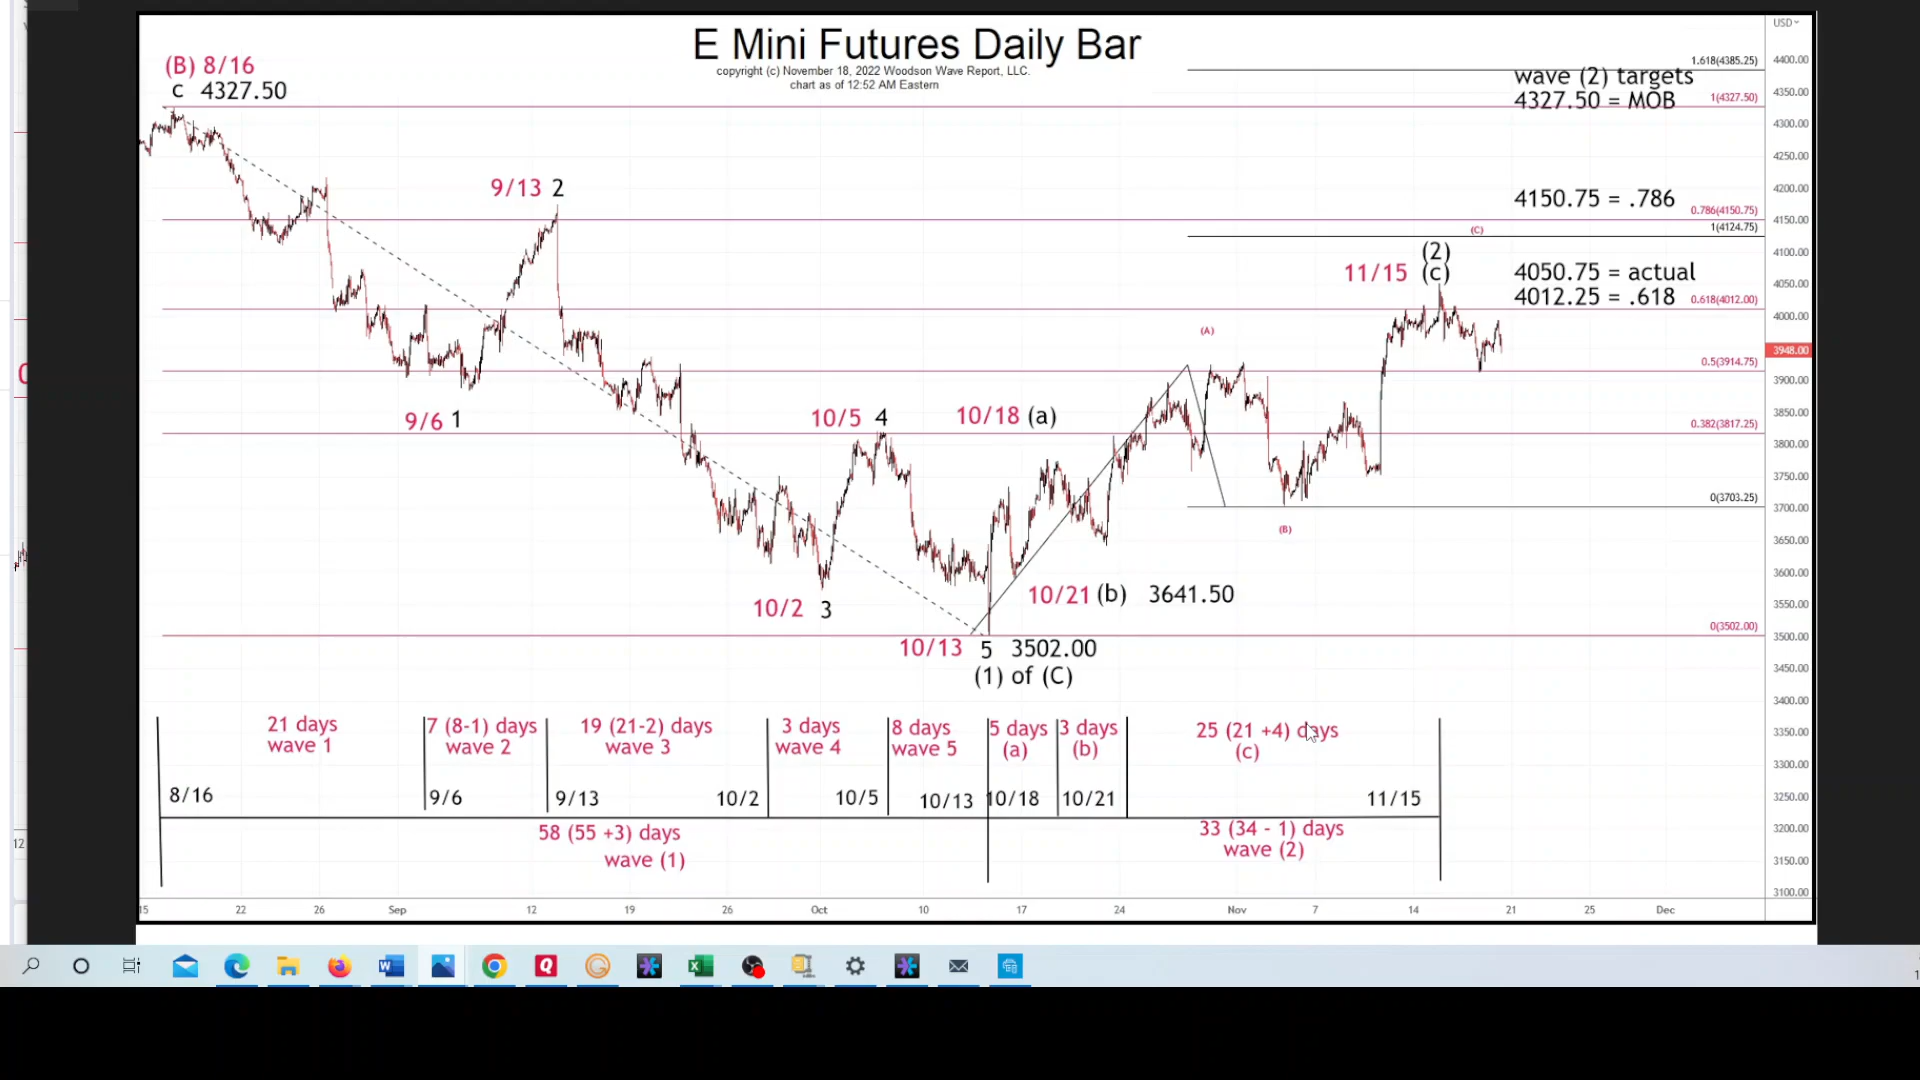 E Mini Futures Daily Bar
copyright (c) November 18, 2022 Woodson Wave Report, LLC.
chart as of 12:52 AM Eastern
USD
(B) 8/16
c 4327.50
9/13 2
9/6 1
10/2 3
10/5 4
10/13 5 3502.00
(1) of (C)
10/18 (a)
10/21 (b) 3641.50
(A)
(B)
(C)
(2)
11/15 (c)
wave (2) targets
4327.50 = MOB
4150.75 = .786
4050.75 = actual
4012.25 = .618
1.618(4385.25)
1(4327.50)
0.786(4150.75)
1(4124.75)
0.618(4012.00)
0.5(3914.75)
0.382(3817.25)
0(3703.25)
0(3502.00)
4400.00
4350.00
4300.00
4250.00
4200.00
4150.00
4100.00
4050.00
4000.00
3948.00
3900.00
3850.00
3800.00
3750.00
3700.00
3650.00
3600.00
3550.00
3500.00
3450.00
3400.00
3350.00
3300.00
3250.00
3200.00
3150.00
3100.00
21 days
wave 1
7 (8-1) days
wave 2
19 (21-2) days
wave 3
3 days
wave 4
8 days
wave 5
5 days
(a)
3 days
(b)
25 (21 +4) days
(c)
8/16 9/6 9/13 10/2 10/5 10/13 10/18 10/21 11/15
58 (55 +3) days
wave (1)
33 (34 - 1) days
wave (2)
15 22 26 Sep 12 19 26 Oct 10 17 24 Nov 7 14 21 25 Dec
12